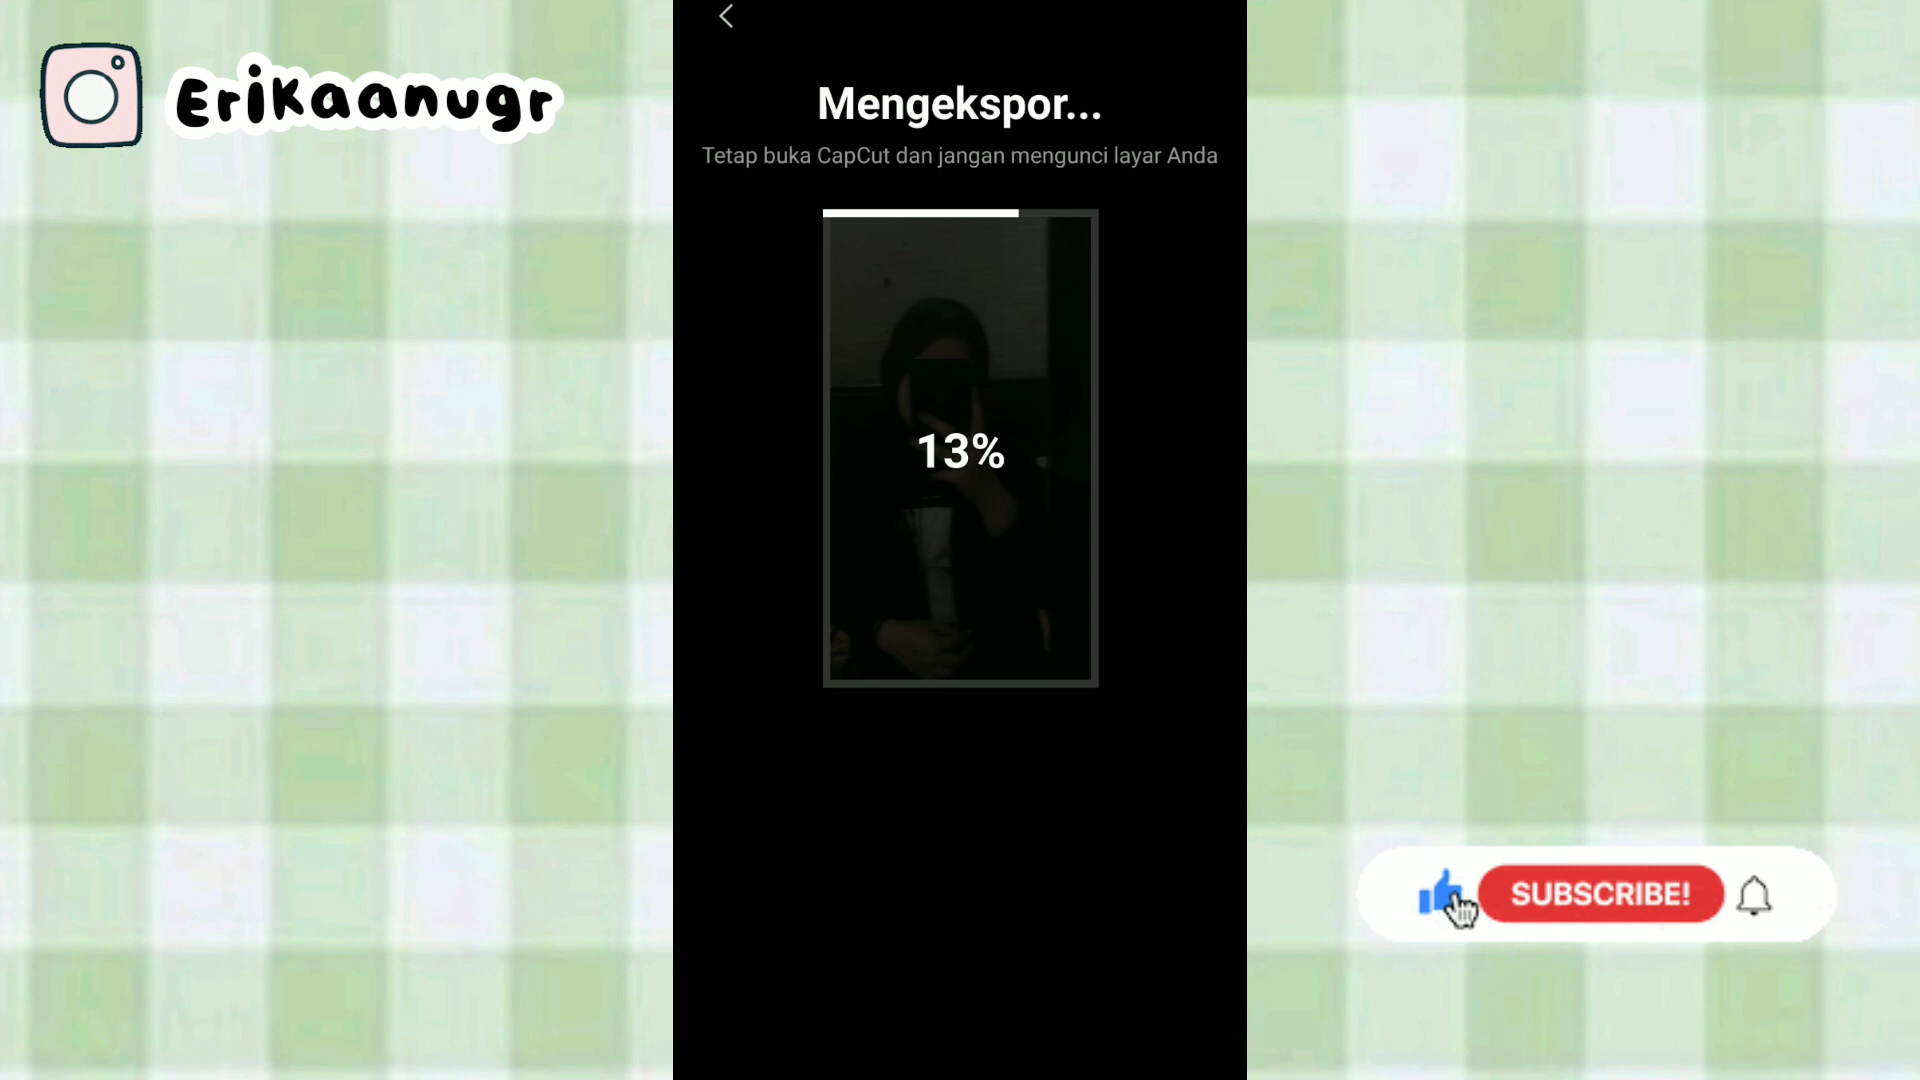 Erikaanugr
Mengekspor...
Tetap buka CapCut dan jangan mengunci layar Anda
13%
SUBSCRIBE!